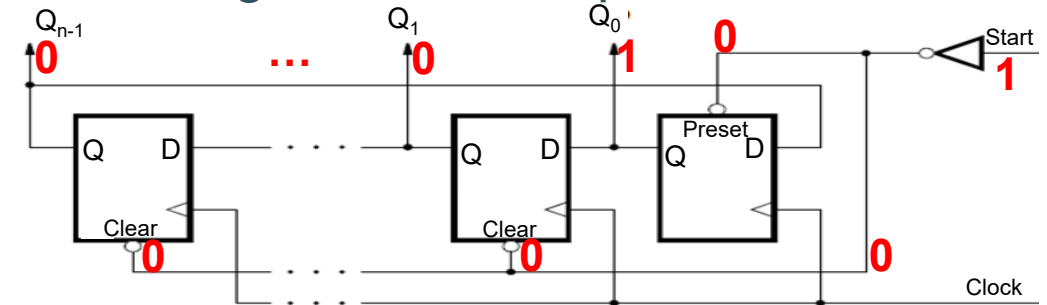 Qn-1 Q1 Q0 0 Start
0 ... 0 1 1
Preset
Q D Q D Q D
Clear Clear
0 0 0
Clock